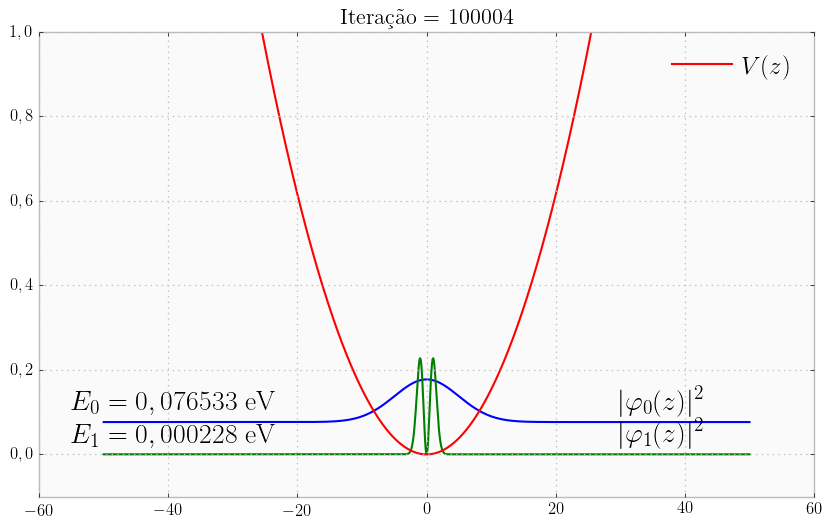 Iteração = 100004
1,0
0,8
0,6
0,4
0,2
0,0
V(z)
E₀ = 0,076533 eV
|φ₀(z)|²
E₁ = 0,000228 eV
|φ₁(z)|²
−60 −40 −20 0 20 40 60